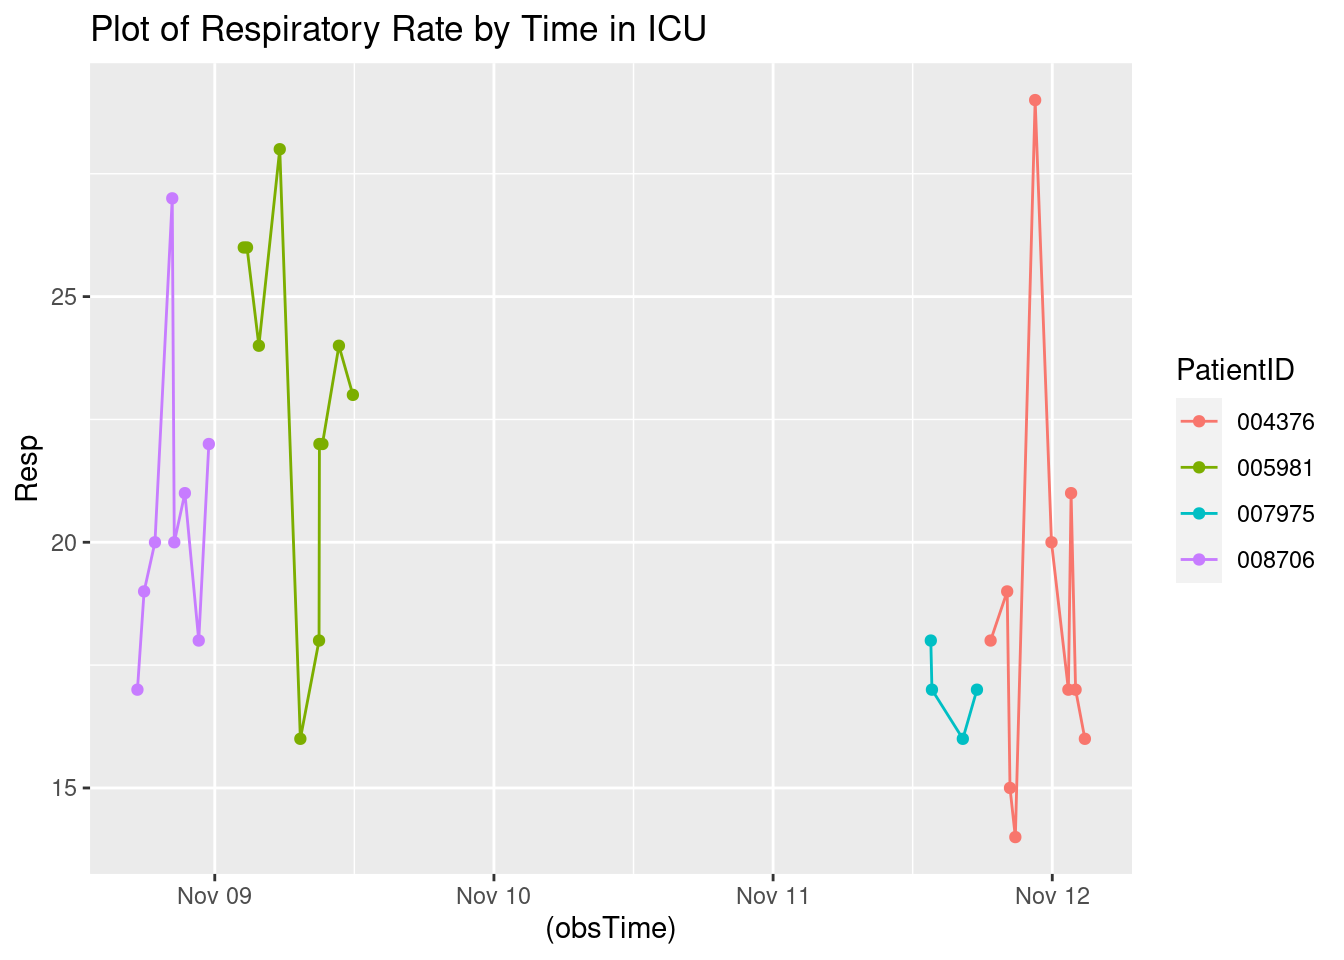 Plot of Respiratory Rate by Time in ICU
Resp
25
20
15
Nov 09
Nov 10
Nov 11
Nov 12
(obsTime)
PatientID
004376
005981
007975
008706